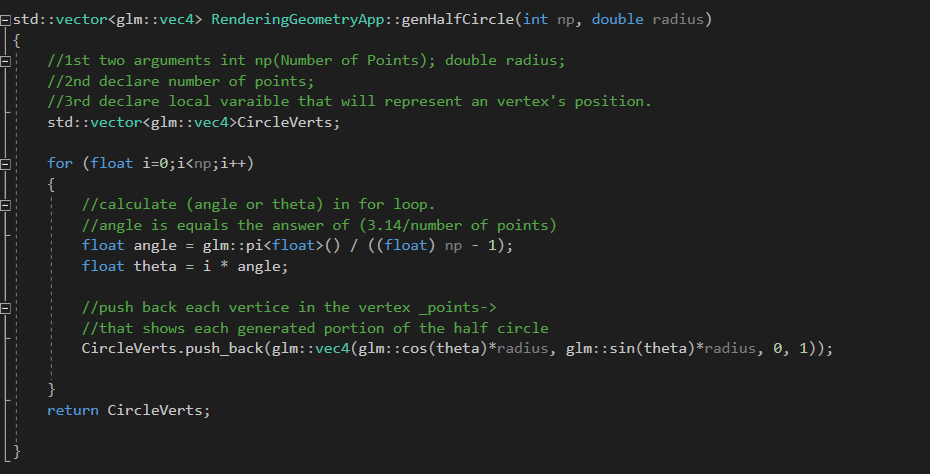 std::vector<glm::vec4> RenderingGeometryApp::genHalfCircle(int np, double radius)
{
//1st two arguments int np(Number of Points); double radius;
//2nd declare number of points;
//3rd declare local varaible that will represent an vertex's position.
std::vector<glm::vec4>CircleVerts;
for (float i=0;i<np;i++)
{
//calculate (angle or theta) in for loop.
//angle is equals the answer of (3.14/number of points)
float angle = glm::pi<float>() / ((float) np - 1);
float theta = i * angle;
//push back each vertice in the vertex _points->
//that shows each generated portion of the half circle
CircleVerts.push_back(glm::vec4(glm::cos(theta)*radius, glm::sin(theta)*radius, 0, 1));
}
return CircleVerts;
}